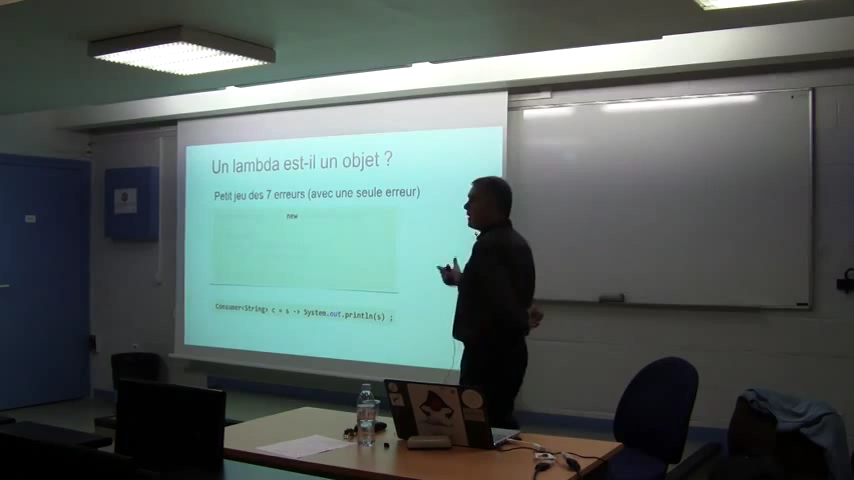 Un lambda est-il un objet ?
Petit jeu des 7 erreurs (avec une seule erreur)
new
Consumer<String> c = s -> System.out.println(s) ;